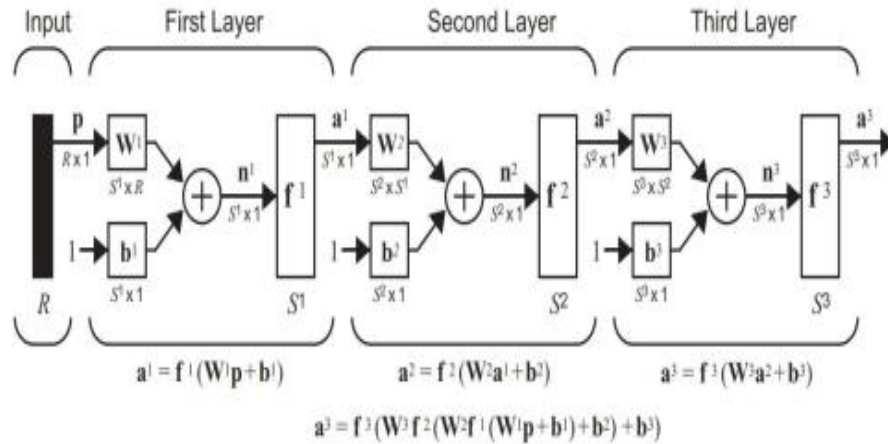 Input First Layer Second Layer Third Layer
p a¹ a² a³
W¹ W² W³
R x 1 S¹ x 1 S² x 1 S³ x 1
n¹ n² n³
S¹ x R S² x S¹ S³ x S²
+ f¹ + f² + f³
S¹ x 1 S² x 1 S³ x 1
1 b¹ 1 b² 1 b³
S¹ x 1 S² x 1 S³ x 1
R S¹ S² S³
a¹ = f¹(W¹p+b¹) a² = f²(W²a¹+b²) a³ = f³(W³a²+b³)
a³ = f³(W³f²(W²f¹(W¹p+b¹)+b²)+b³)